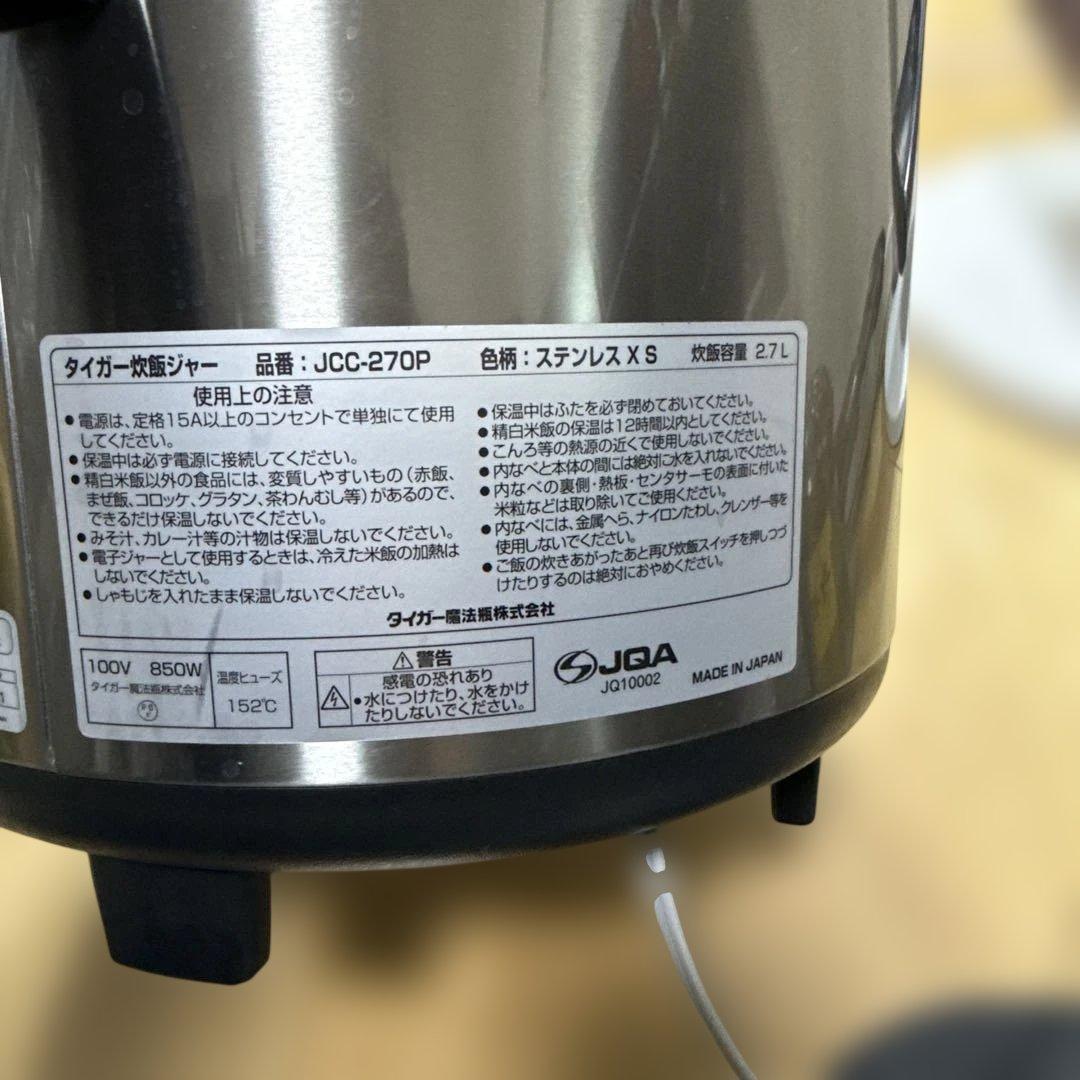 タイガー炊飯ジャー 品番：JCC-270P 色柄：ステンレスXS 炊飯容量 2.7L
使用上の注意
●電源は、定格15A以上のコンセントで単独にて使用
してください。
●保温中は必ず電源に接続してください。
●精白米飯以外の食品には、変質しやすいもの（赤飯、
まぜ飯、コロッケ、グラタン、茶わんむし等）があるので、
できるだけ保温しないでください。
●みそ汁、カレー汁等の汁物は保温しないでください。
●電子ジャーとして使用するときは、冷えた米飯の加熱は
しないでください。
●しゃもじを入れたまま保温しないでください。
●保温中はふたを必ず閉めておいてください。
●精白米飯の保温は12時間以内としてください。
●こんろ等の熱源の近くで使用しないでください。
●内なべと本体の間には絶対に水を入れないでください。
●内なべの裏側・熱板・センタサーモの表面に付いた
米粒などは取り除いてご使用ください。
●内なべには、金属へら、ナイロンたわし、クレンザー等を
使用しないでください。
●ご飯の炊きあがったあと再び炊飯スイッチを押しつづ
けたりするのは絶対におやめください。
タイガー魔法瓶株式会社
100V 850W
タイガー魔法瓶株式会社
PS
E
温度ヒューズ
152℃
⚠警告
感電の恐れあり
●水につけたり、水をかけ
たりしないでください。
JQA
JQ10002
MADE IN JAPAN